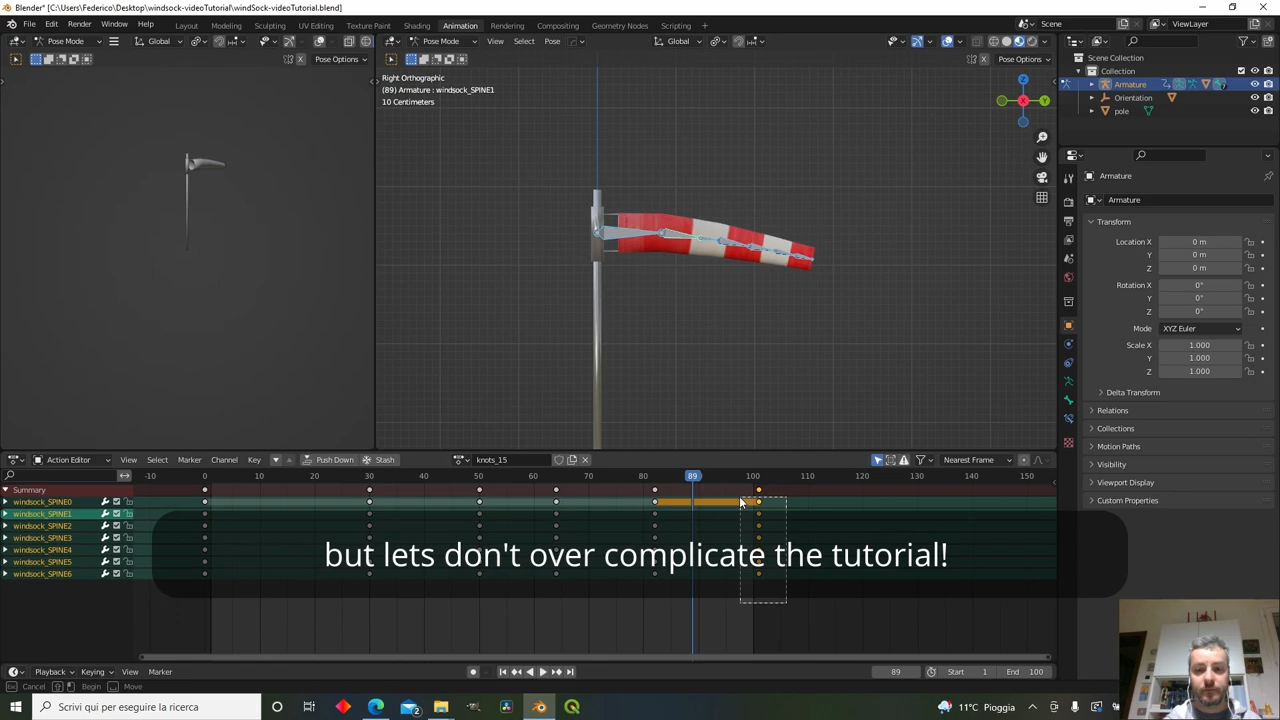 Blender* [C:\Users\Federico\Desktop\windsock-videoTutorial\windSock-videoTutorial.blend]
File Edit Render Window Help Layout Modeling Sculpting UV Editing Texture Paint Shading Animation Rendering Compositing Geometry Nodes Scripting Scene ViewLayer
Pose Mode Global Pose Mode View Select Pose Global
Pose Options Pose Options
Scene Collection
Collection
Armature
Orientation
pole
Right Orthographic
(89) Armature : windsock_SPINE1
10 Centimeters
Z
Y
X
Armature
Armature
Transform
Location X 0 m
Y 0 m
Z 0 m
Rotation X 0°
Y 0°
Z 0°
Mode XYZ Euler
Scale X 1.000
Y 1.000
Z 1.000
Delta Transform
Relations
Collections
Motion Paths
Visibility
Viewport Display
Custom Properties
Action Editor View Select Marker Channel Key Push Down Stash knots_15 Nearest Frame
-10 0 10 20 30 40 50 60 70 80 89 100 110 120 130 140 150
Summary
windsock_SPINE0
windsock_SPINE1
windsock_SPINE2
windsock_SPINE3
windsock_SPINE4
windsock_SPINE5
windsock_SPINE6
but lets don't over complicate the tutorial!
Playback Keying View Marker 89 Start 1 End 100
Cancel Begin Move
Scrivi qui per eseguire la ricerca
11°C Pioggia